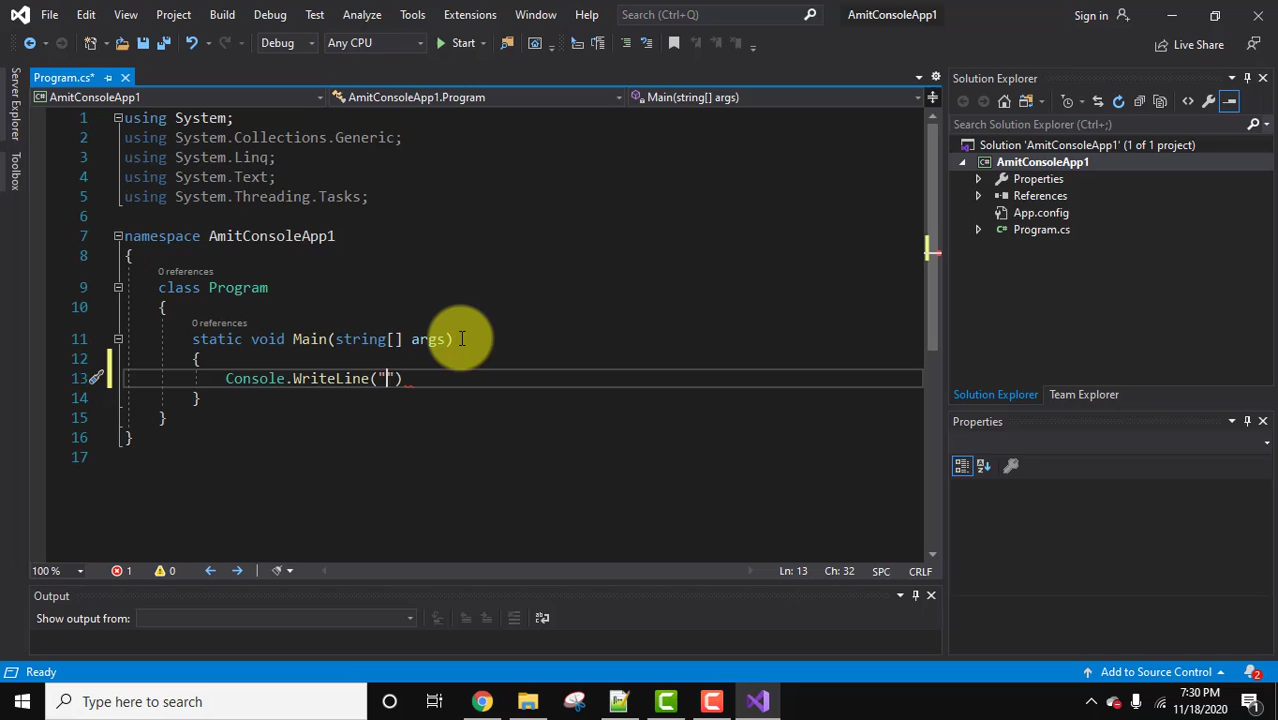 File Edit View Project Build Debug Test Analyze Tools Extensions Window Help Search (Ctrl+Q) AmitConsoleApp1 Sign in
Debug Any CPU Start Live Share
Server Explorer
Toolbox
Program.cs*
AmitConsoleApp1 AmitConsoleApp1.Program Main(string[] args)
1 using System;
2 using System.Collections.Generic;
3 using System.Linq;
4 using System.Text;
5 using System.Threading.Tasks;
6
7 namespace AmitConsoleApp1
8 {
0 references
9 class Program
10 {
0 references
11 static void Main(string[] args)
12 {
13 Console.WriteLine("")
14 }
15 }
16 }
17
100 % 1 0 Ln: 13 Ch: 32 SPC CRLF
Output
Show output from:
Solution Explorer
Search Solution Explorer (Ctrl+;)
Solution 'AmitConsoleApp1' (1 of 1 project)
AmitConsoleApp1
Properties
References
App.config
Program.cs
Solution Explorer Team Explorer
Properties
Ready Add to Source Control 2
Type here to search 7:30 PM
11/18/2020 1